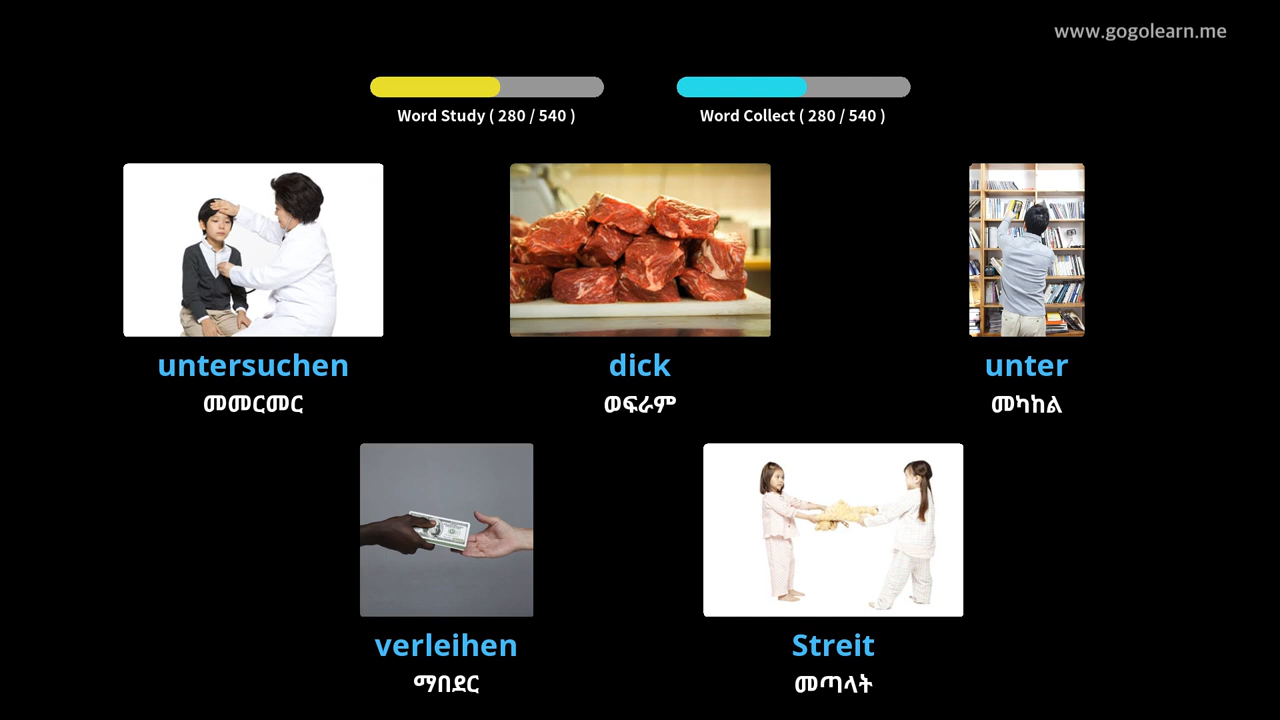 www.gogolearn.me
Word Study ( 280 / 540 )
Word Collect ( 280 / 540 )
untersuchen
መመርመር
dick
ወፍራም
unter
መካከል
verleihen
ማበደር
Streit
መጣላት